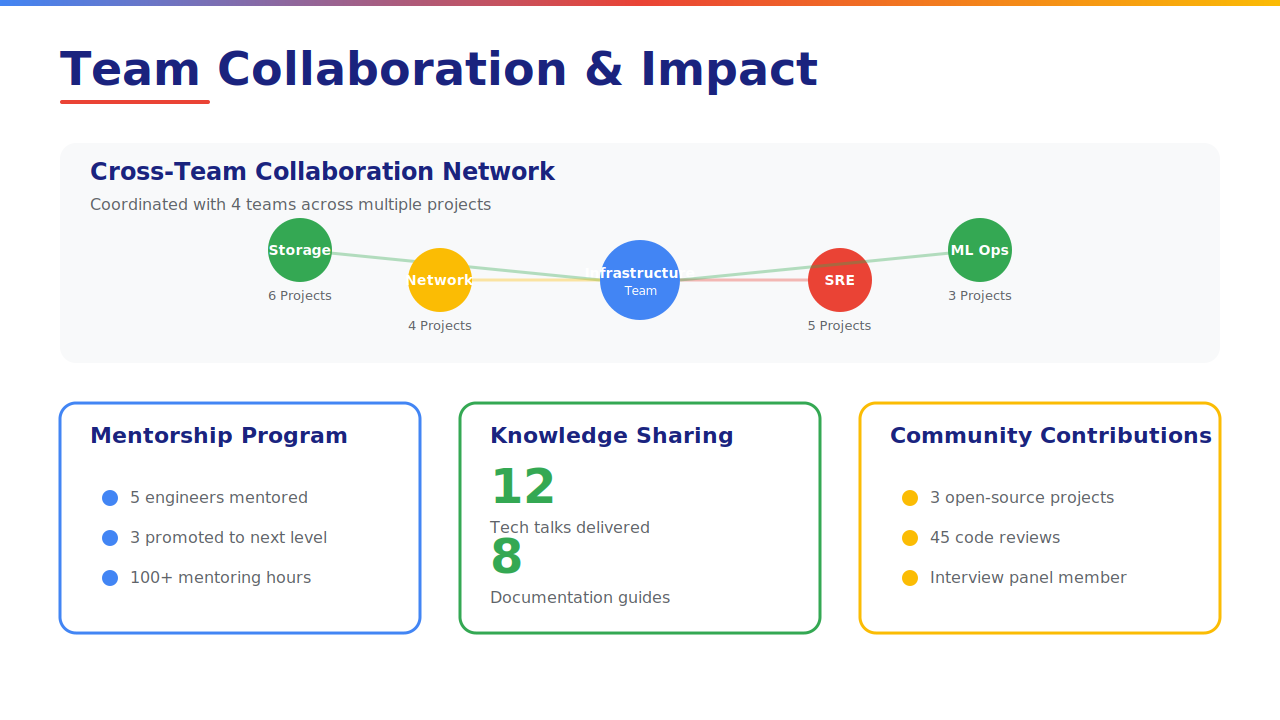 Team Collaboration & Impact
Cross-Team Collaboration Network
Coordinated with 4 teams across multiple projects
Storage
6 Projects
Network
4 Projects
Infrastructure
Team
SRE
5 Projects
ML Ops
3 Projects
Mentorship Program
5 engineers mentored
3 promoted to next level
100+ mentoring hours
Knowledge Sharing
12
Tech talks delivered
8
Documentation guides
Community Contributions
3 open-source projects
45 code reviews
Interview panel member